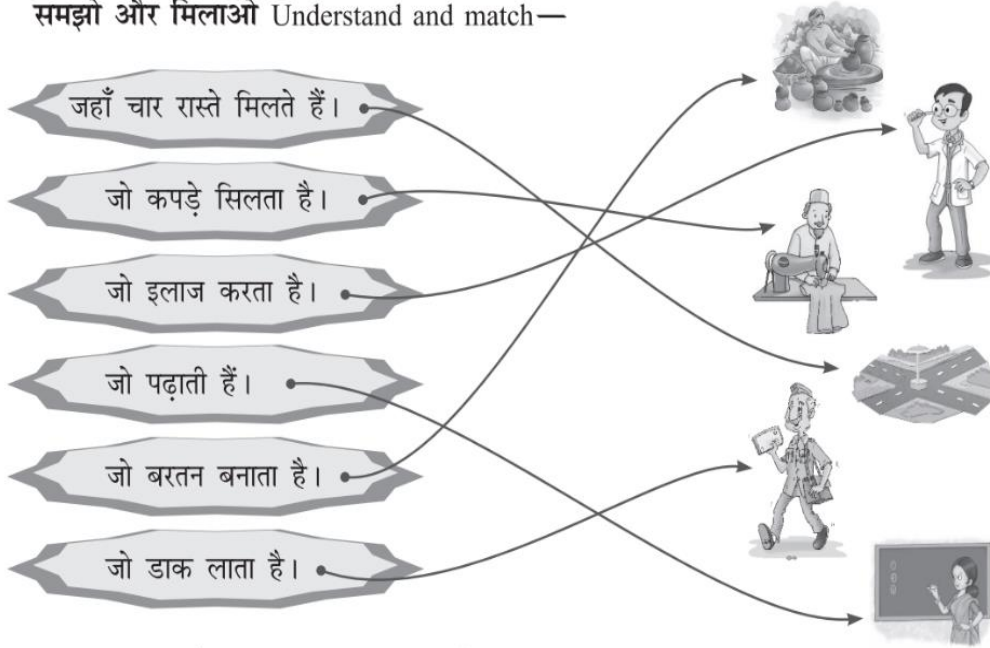 समझो और मिलाओ Understand and match—
जहाँ चार रास्ते मिलते हैं।
जो कपड़े सिलता है।
जो इलाज करता है।
जो पढ़ाती हैं।
जो बरतन बनाता है।
जो डाक लाता है।